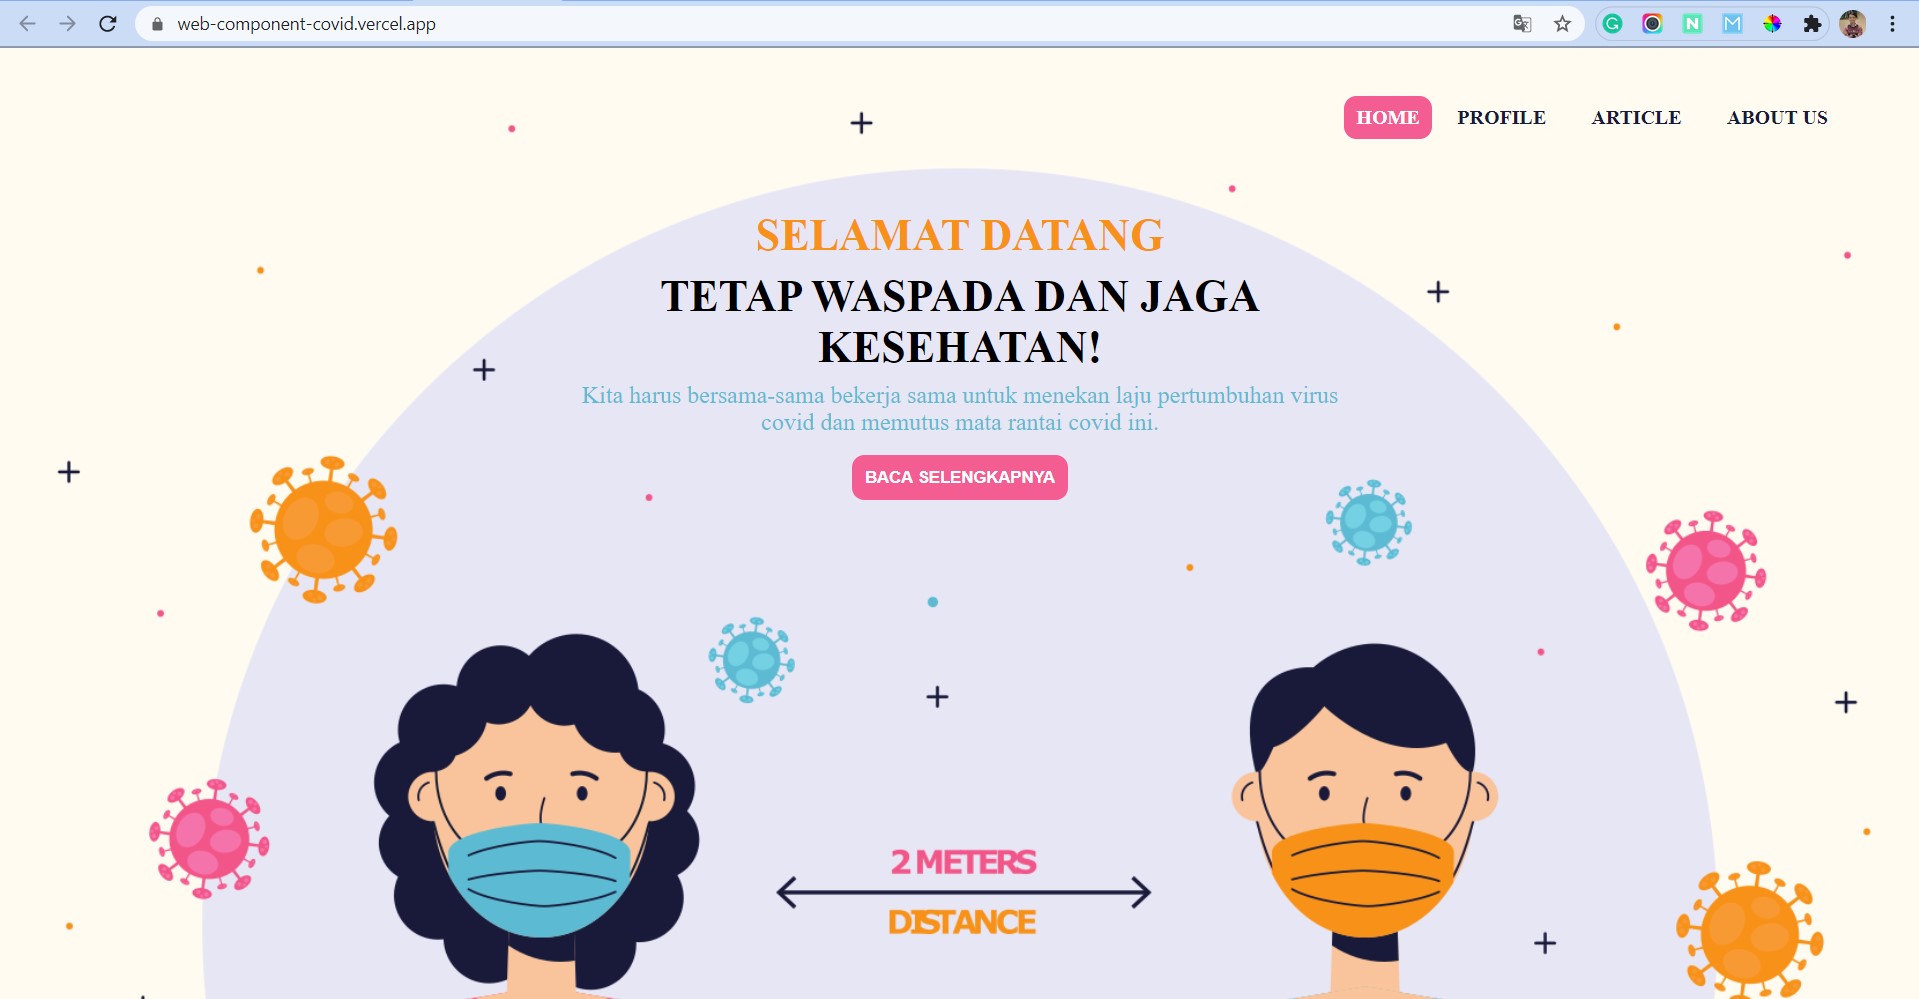 web-component-covid.vercel.app
HOME PROFILE ARTICLE ABOUT US
SELAMAT DATANG
TETAP WASPADA DAN JAGA
KESEHATAN!
Kita harus bersama-sama bekerja sama untuk menekan laju pertumbuhan virus
covid dan memutus mata rantai covid ini.
BACA SELENGKAPNYA
2 METERS
DISTANCE